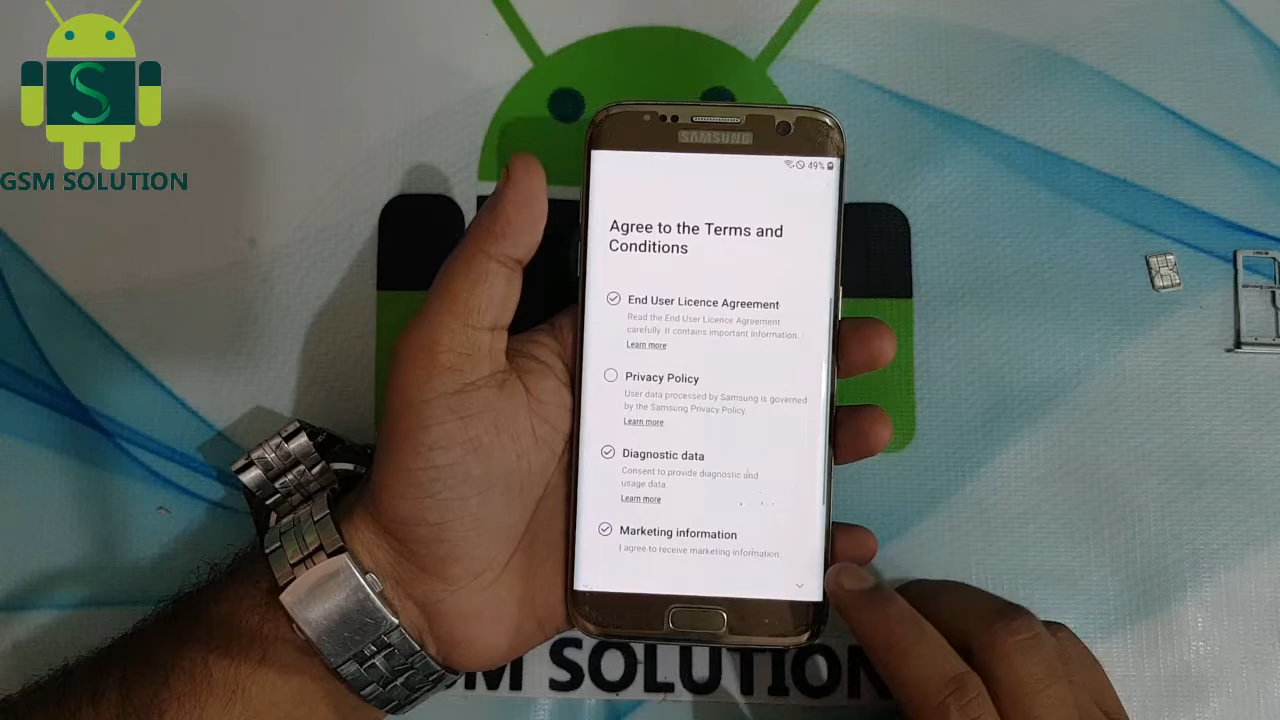 GSM SOLUTION
SAMSUNG
49%
Agree to the Terms and
Conditions
End User Licence Agreement
Read the End User Licence Agreement
carefully. It contains important information.
Learn more
Privacy Policy
User data processed by Samsung is governed
by the Samsung Privacy Policy.
Learn more
Diagnostic data
Consent to provide diagnostic and
usage data.
Learn more
Marketing information
I agree to receive marketing information.
SM SOLUTION